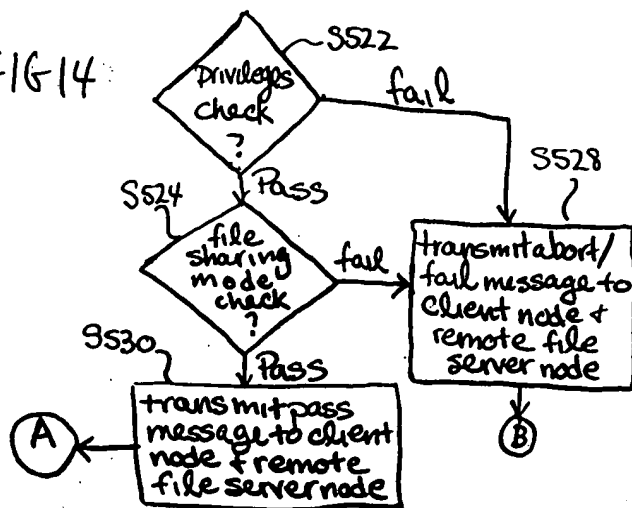 FIG 14
S522
Privileges
check
?
fail
Pass
S528
S524
file
sharing
mode
check
?
fail
transmit abort/
fail message to
client node &
remote file
server node
S530
Pass
transmit pass
message to client
node & remote
file server node
A
B